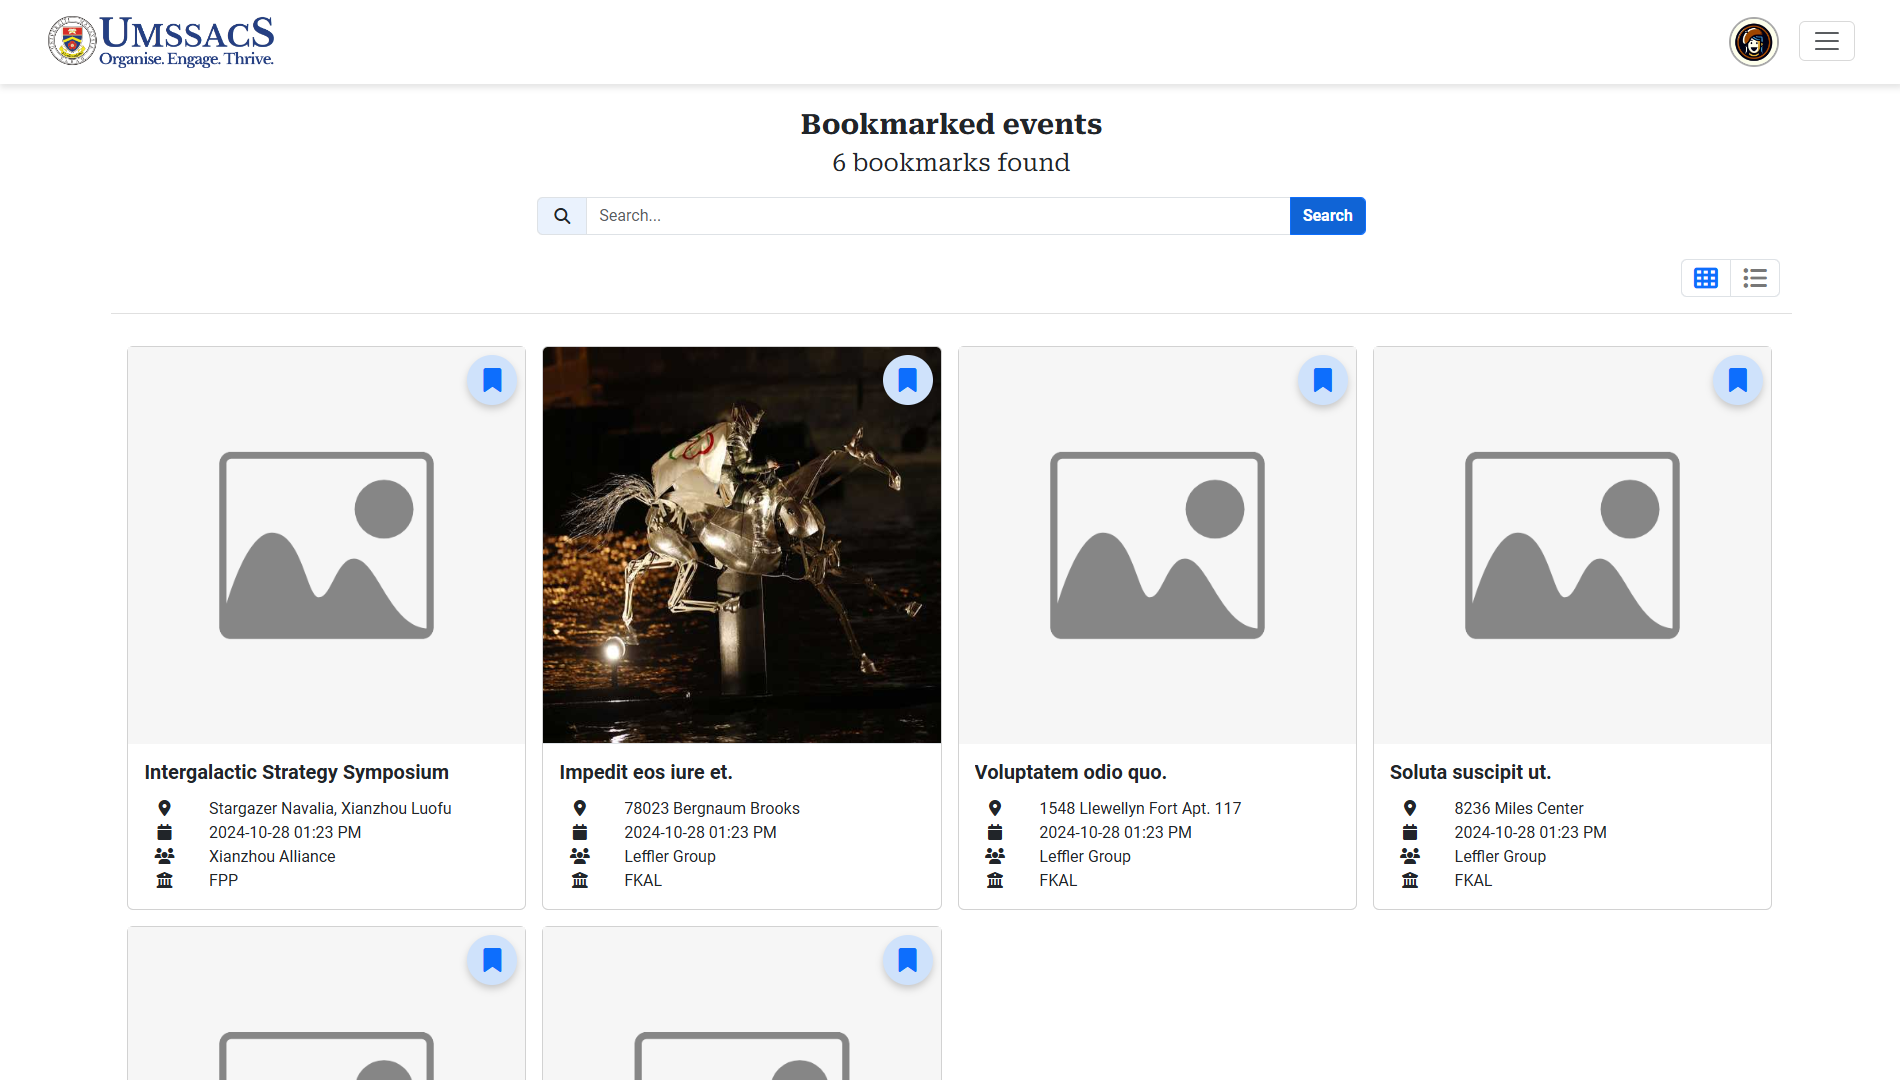 UMSSACS
Organise. Engage. Thrive.
Bookmarked events
6 bookmarks found
Search...
Search
Intergalactic Strategy Symposium
Stargazer Navalia, Xianzhou Luofu
2024-10-28 01:23 PM
Xianzhou Alliance
FPP
Impedit eos iure et.
78023 Bergnaum Brooks
2024-10-28 01:23 PM
Leffler Group
FKAL
Voluptatem odio quo.
1548 Llewellyn Fort Apt. 117
2024-10-28 01:23 PM
Leffler Group
FKAL
Soluta suscipit ut.
8236 Miles Center
2024-10-28 01:23 PM
Leffler Group
FKAL